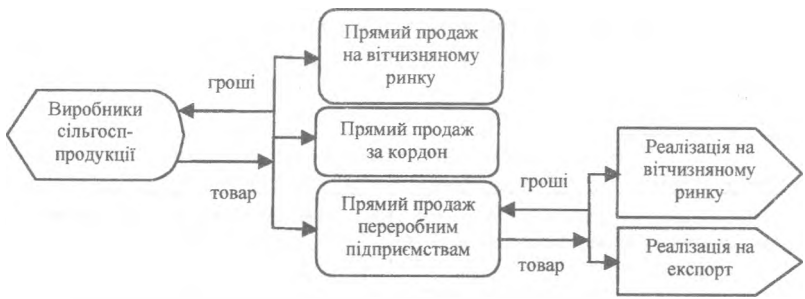 Виробники
сільгосп-
продукції
гроші
товар
Прямий продаж
на вітчизняному
ринку
Прямий продаж
за кордон
Прямий продаж
переробним
підприємствам
гроші
товар
Реалізація на
вітчизняному
ринку
Реалізація на
експорт